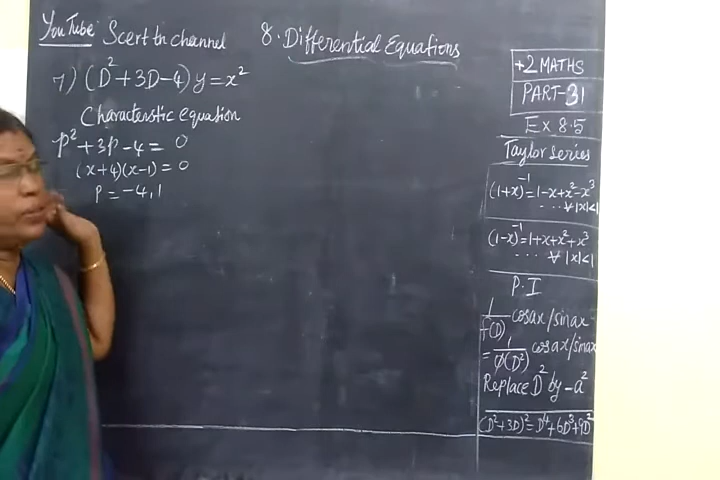 YouTube Scert tn channel
8. Differential Equations
7) (D² + 3D - 4) y = x²
Characterstic equation
p² + 3p - 4 = 0
(x+4)(x-1) = 0
p = -4, 1
+2 MATHS
PART-31
Ex 8.5
Taylor series
(1+x)⁻¹ = 1-x+x²-x³
... ∀ |x|<1
(1-x)⁻¹ = 1+x+x²+x³
... ∀ |x|<1
P.I
1/f(D) cosax/sinax
= 1/φ(D²) cosax/sinax
Replace D² by -a²
(D²+3D)² = D⁴+6D³+9D²